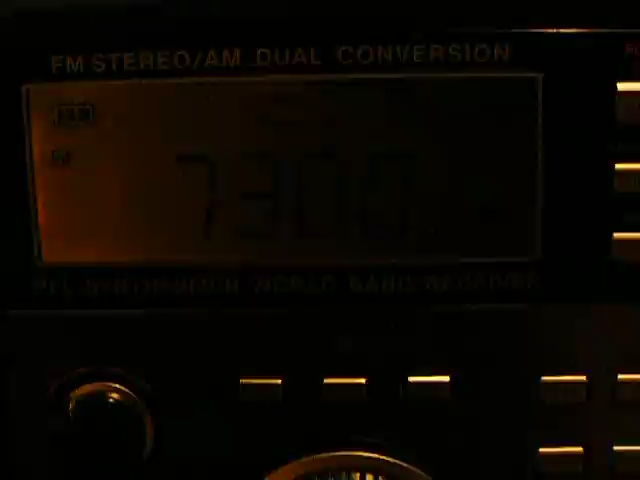 FM STEREO/AM DUAL CONVERSION
7300
PLL SYNTHESIZED WORLD BAND RECEIVER